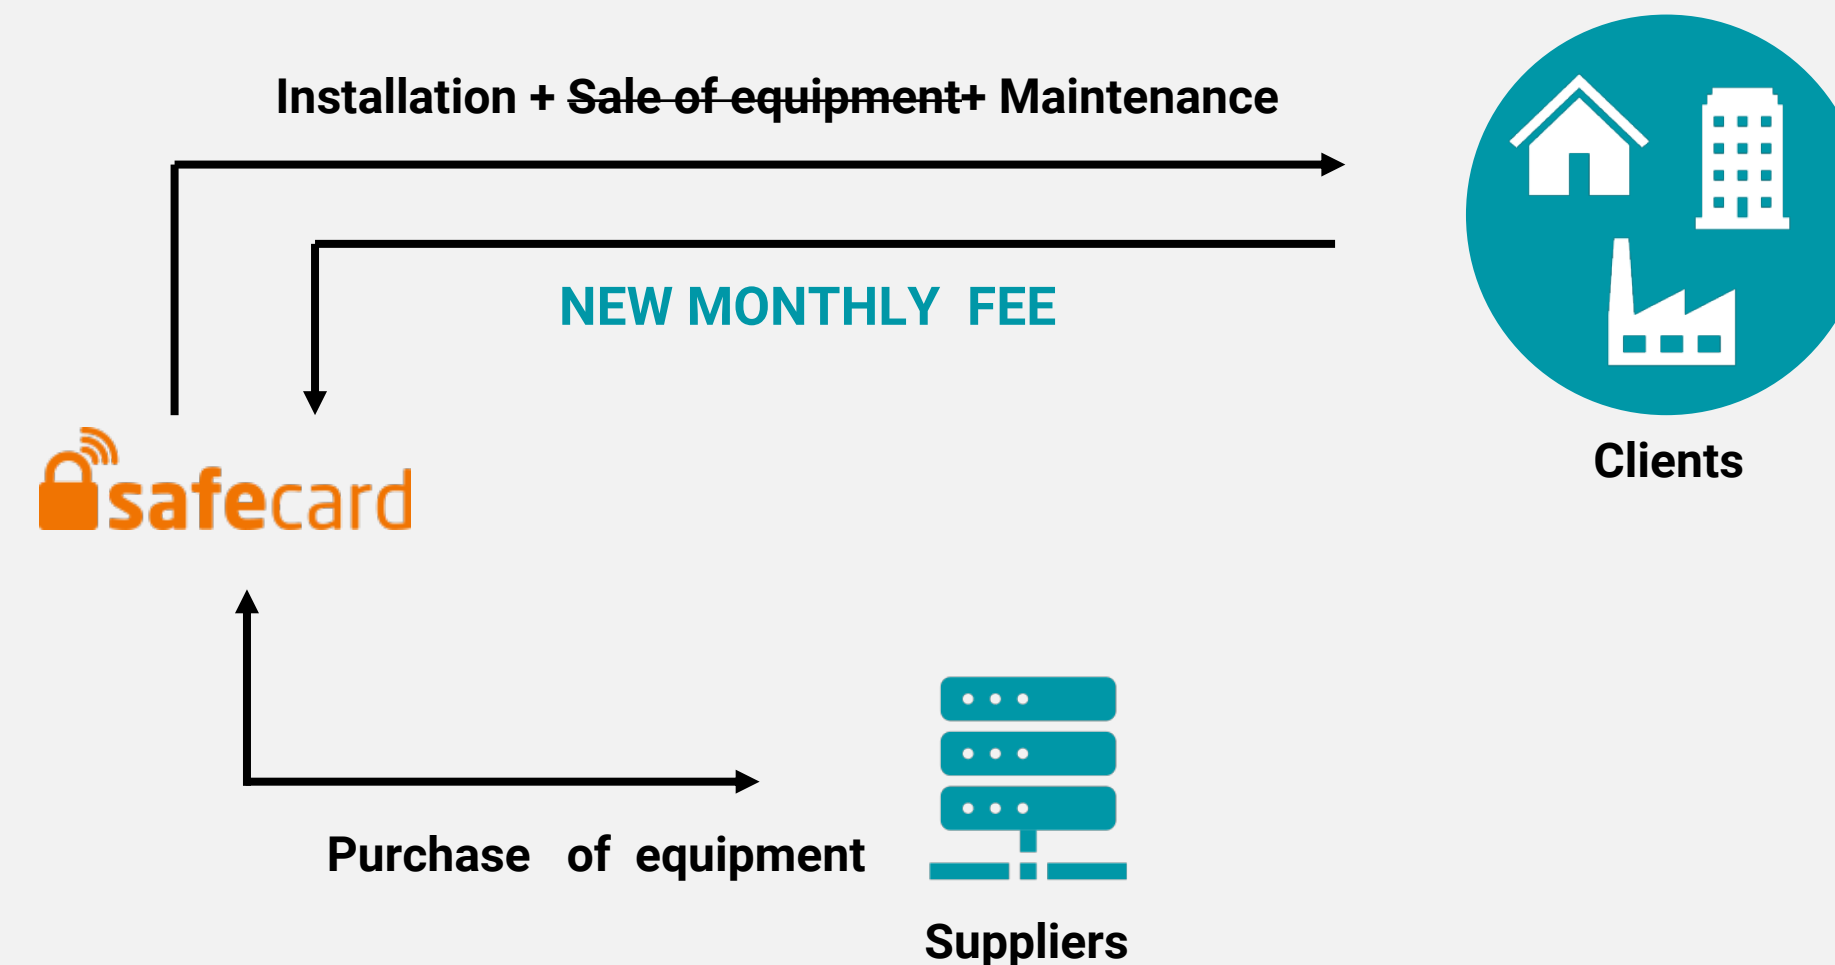 Installation + Sale of equipment+ Maintenance
NEW MONTHLY FEE
safecard
Clients
Purchase of equipment
Suppliers